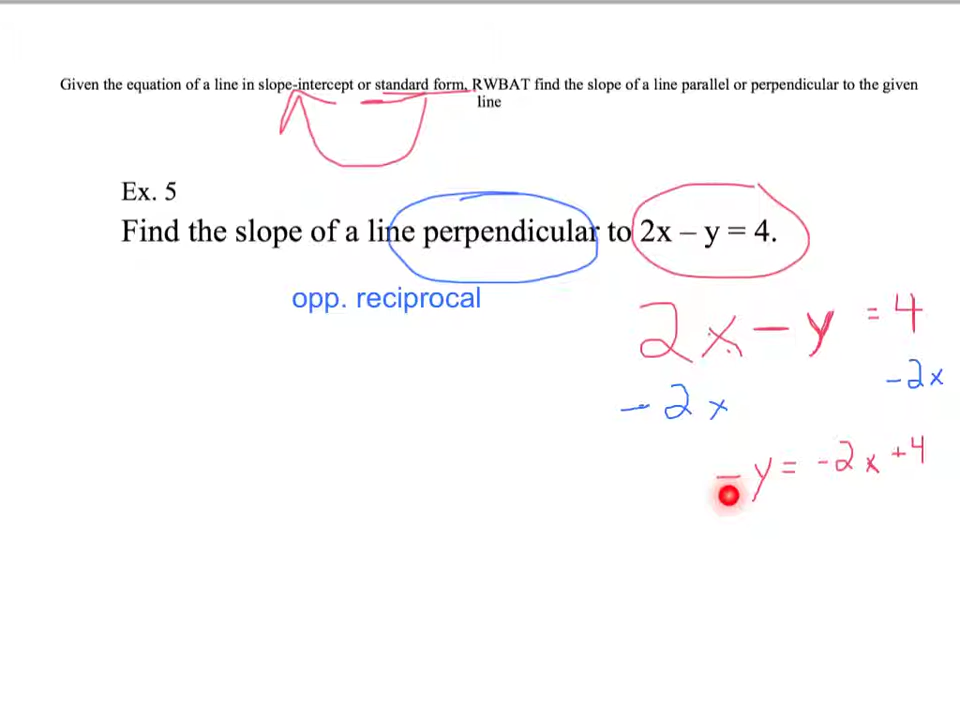 Given the equation of a line in slope-intercept or standard form, RWBAT find the slope of a line parallel or perpendicular to the given
line
Ex. 5
Find the slope of a line perpendicular to 2x – y = 4.
opp. reciprocal
2x - y = 4
- 2x -2x
- y = -2x +4